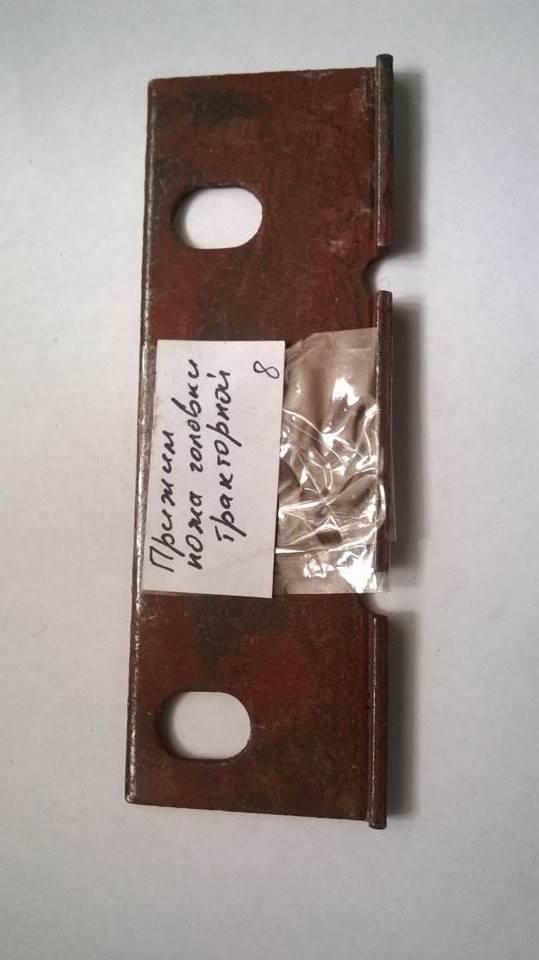 Прижим
ножа головки
тракторной
8